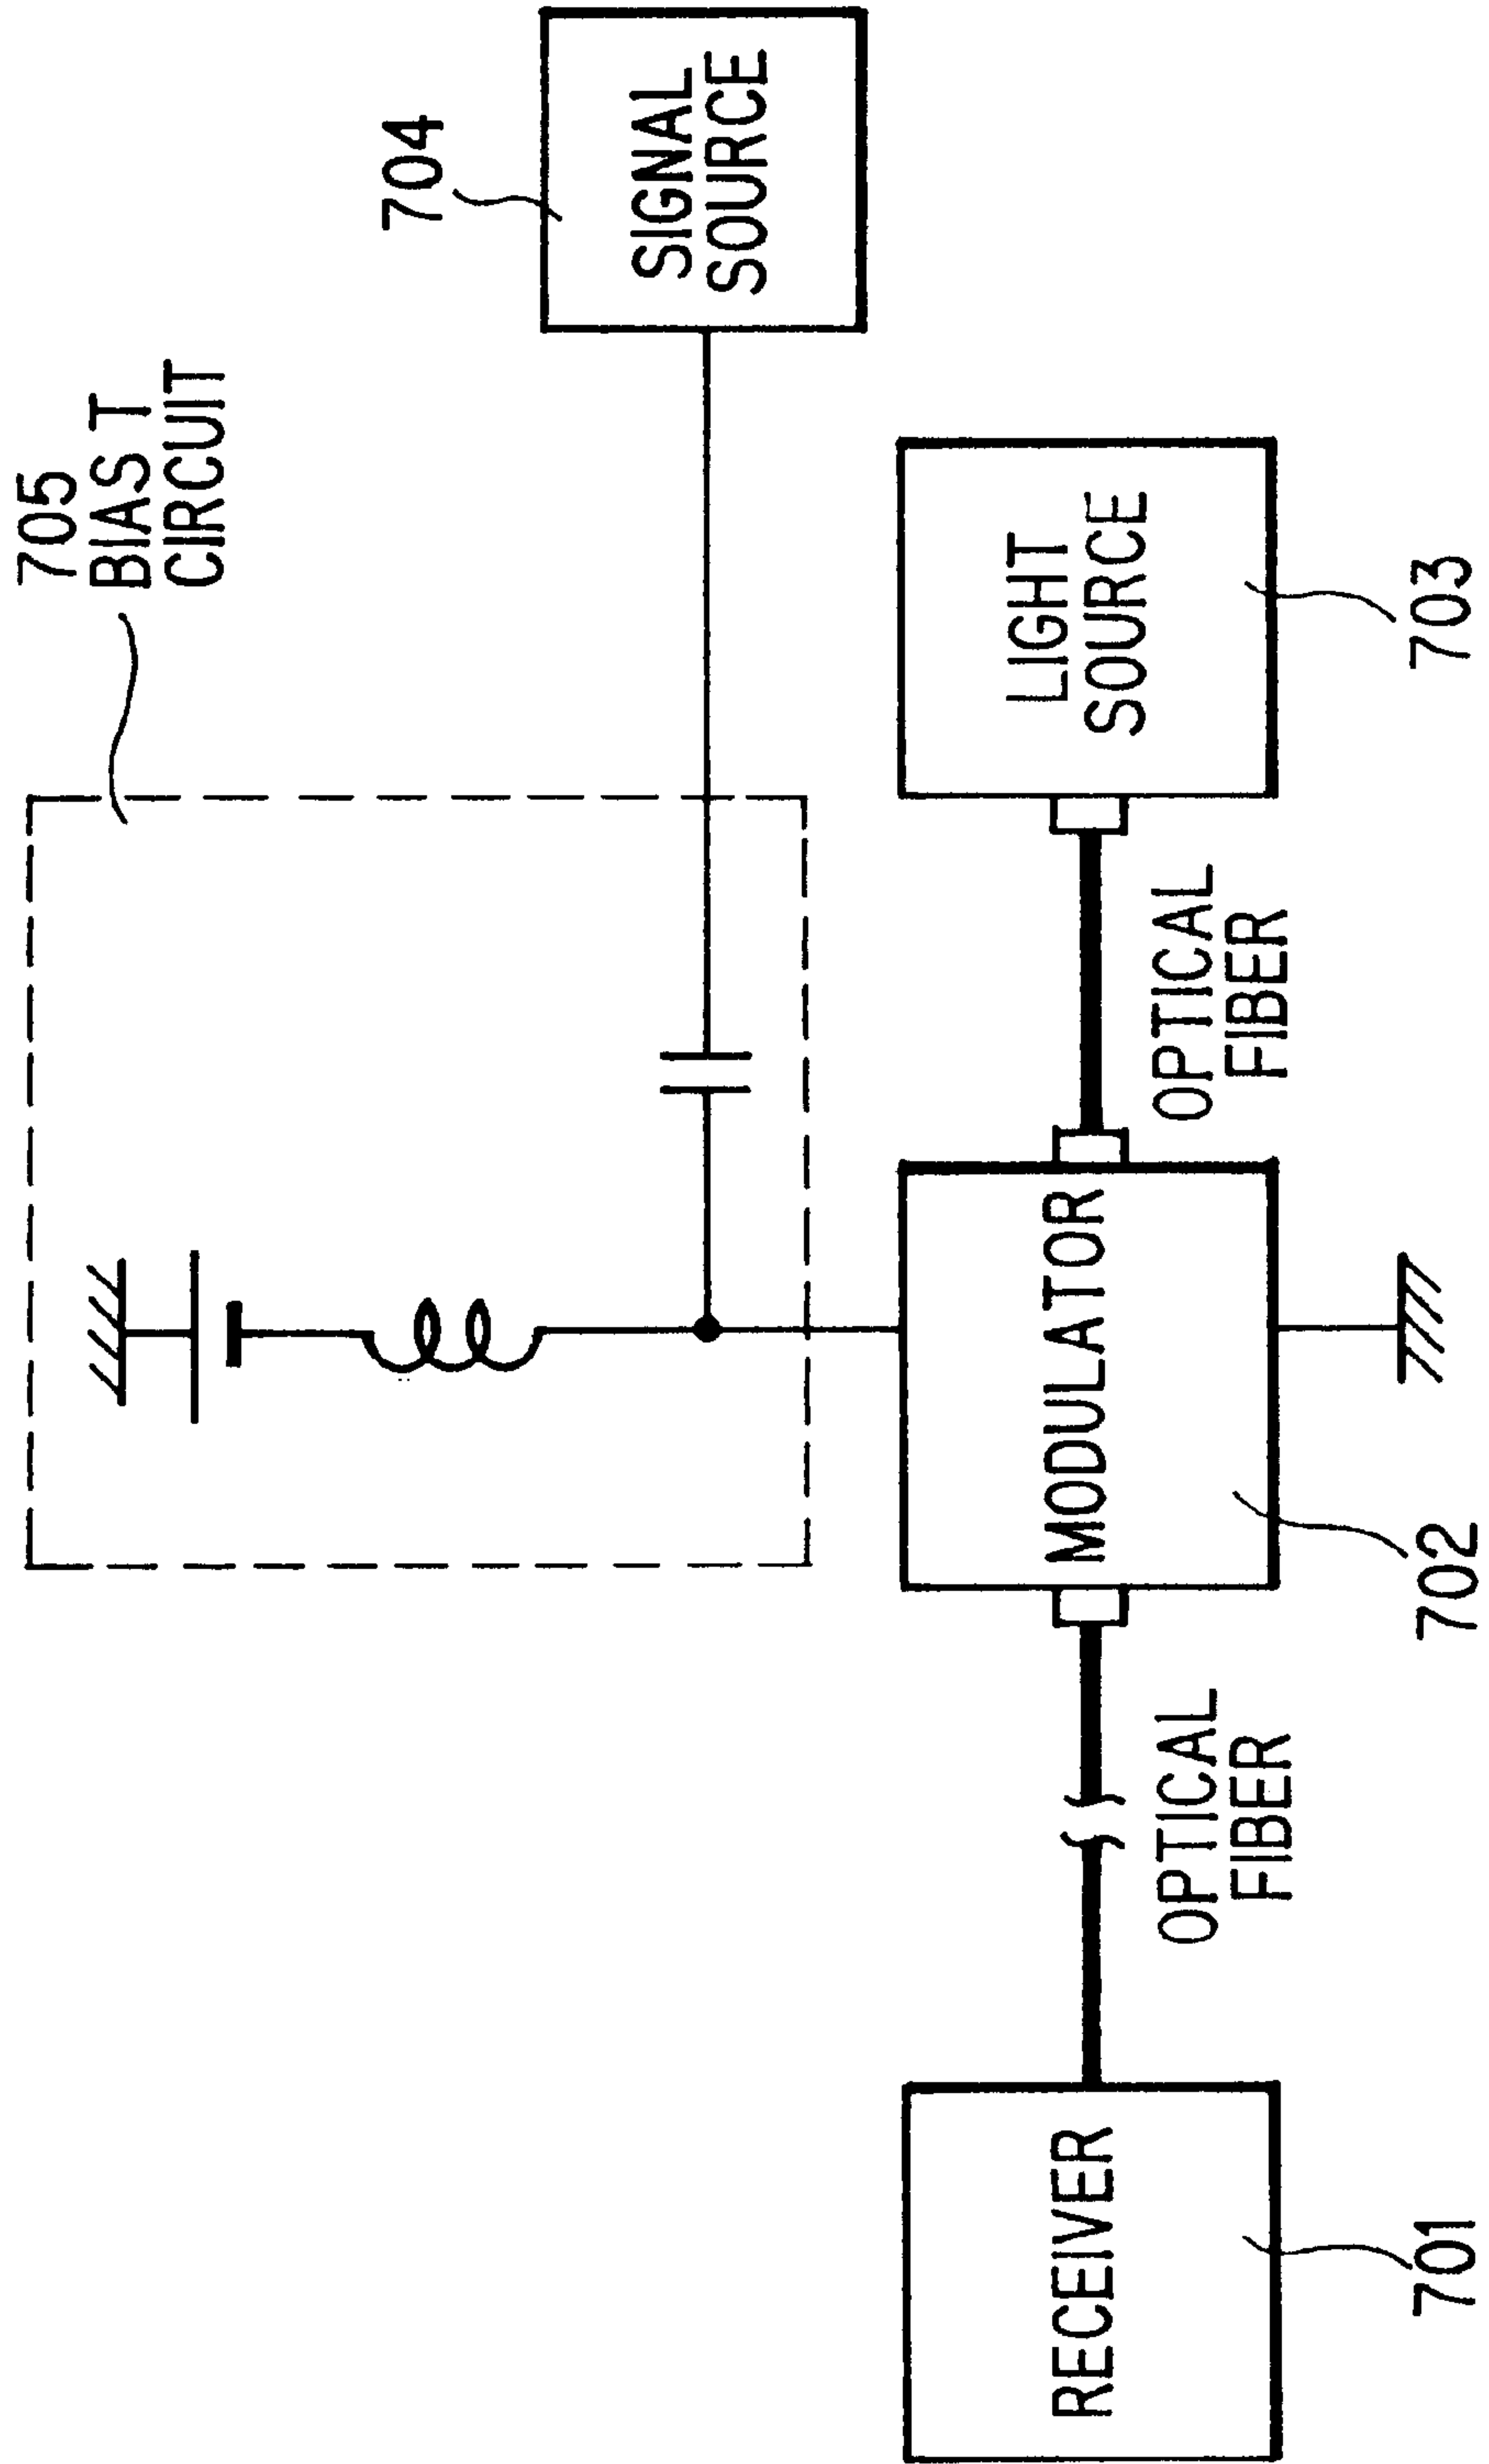 705
BIAS T
CIRCUIT
704
SIGNAL
SOURCE
RECEIVER
701
OPTICAL
FIBER
MODULATOR
702
OPTICAL
FIBER
LIGHT
SOURCE
703